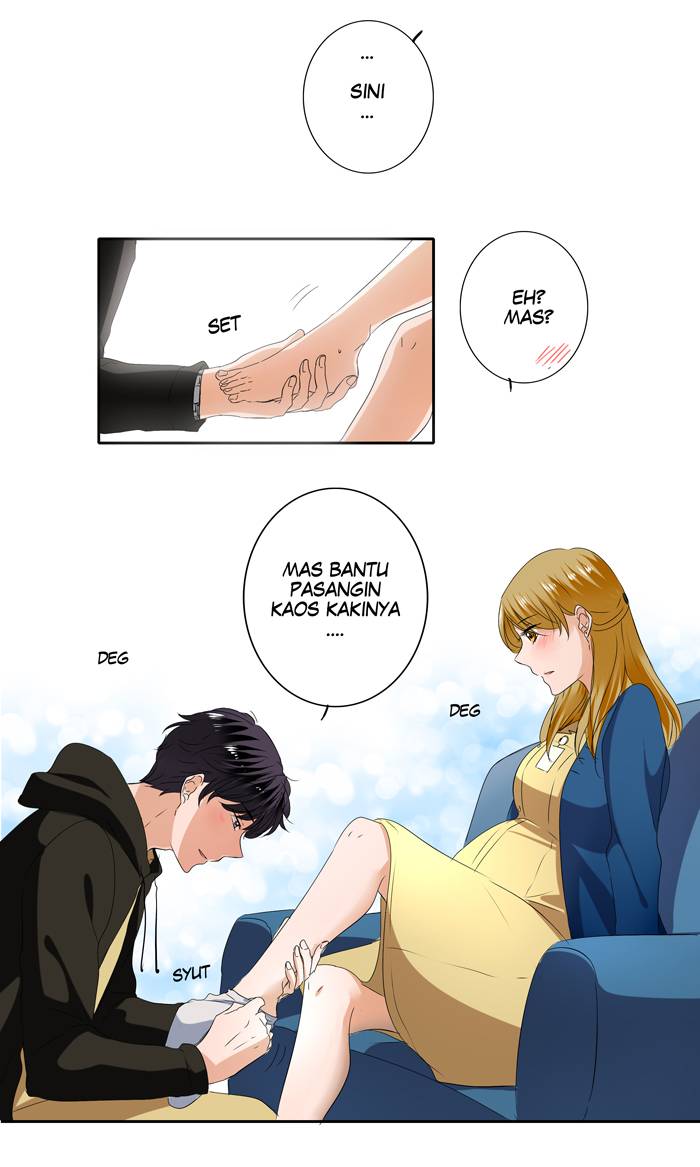 ...
SINI
...
SET
EH?
MAS?
MAS BANTU
PASANGIN
KAOS KAKINYA
....
DEG
DEG
SYUT